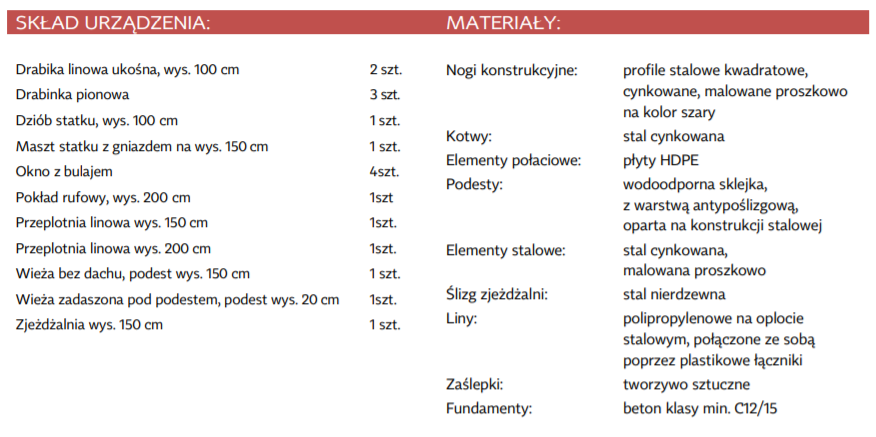 SKŁAD URZĄDZENIA:
Drabika linowa ukośna, wys. 100 cm 2 szt.
Drabinka pionowa 3 szt.
Dziób statku, wys. 100 cm 1 szt.
Maszt statku z gniazdem na wys. 150 cm 1 szt.
Okno z bulajem 4szt.
Pokład rufowy, wys. 200 cm 1szt
Przeplotnia linowa wys. 150 cm 1szt.
Przeplotnia linowa wys. 200 cm 1szt.
Wieża bez dachu, podest wys. 150 cm 1 szt.
Wieża zadaszona pod podestem, podest wys. 20 cm 1szt.
Zjeżdżalnia wys. 150 cm 1 szt.
MATERIAŁY:
Nogi konstrukcyjne: profile stalowe kwadratowe,
cynkowane, malowane proszkowo
na kolor szary
Kotwy: stal cynkowana
Elementy połaciowe: płyty HDPE
Podesty: wodoodporna sklejka,
z warstwą antypoślizgową,
oparta na konstrukcji stalowej
Elementy stalowe: stal cynkowana,
malowana proszkowo
Ślizg zjeżdżalni: stal nierdzewna
Liny: polipropylenowe na oplocie
stalowym, połączone ze sobą
poprzez plastikowe łączniki
Zaślepki: tworzywo sztuczne
Fundamenty: beton klasy min. C12/15